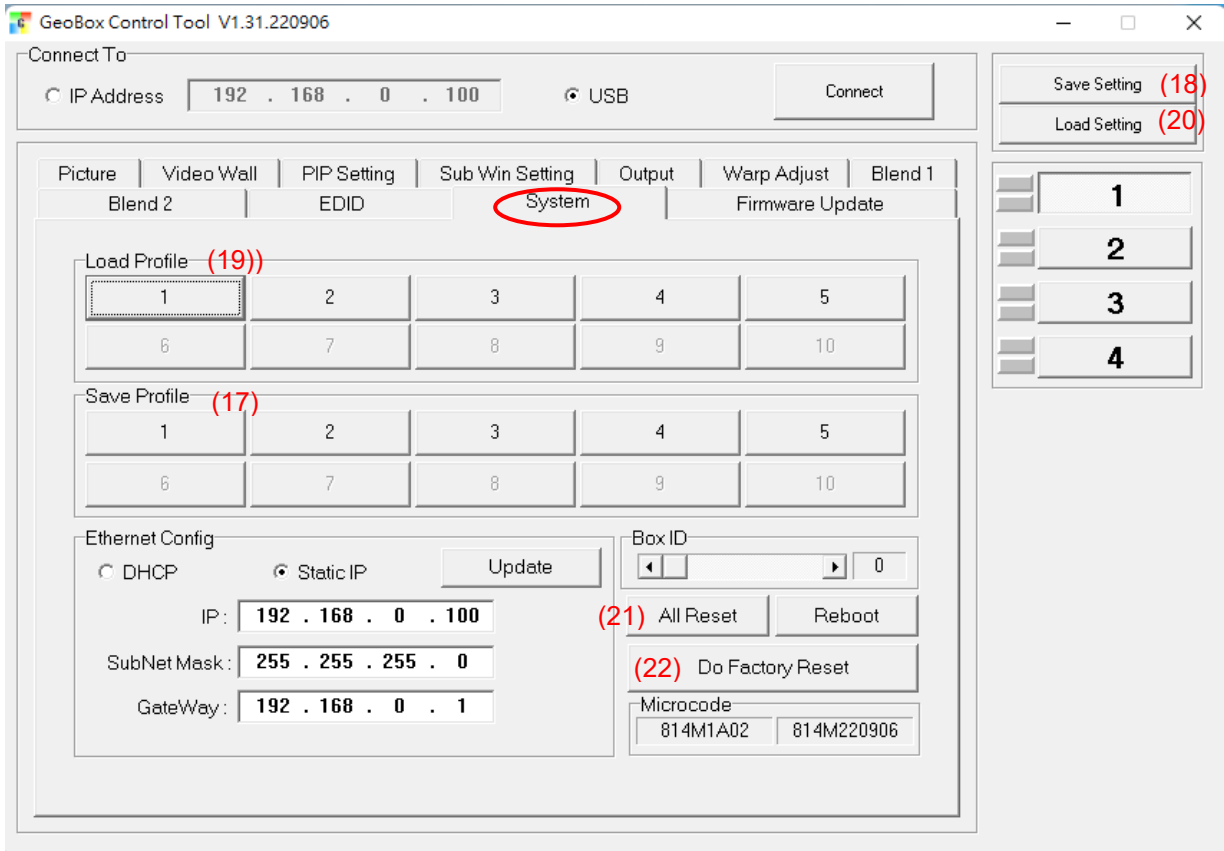 GeoBox Control Tool V1.31.220906
Connect To
IP Address 192 . 168 . 0 . 100 USB Connect
Save Setting (18)
Load Setting (20)
Picture Video Wall PIP Setting Sub Win Setting Output Warp Adjust Blend 1
Blend 2 EDID System Firmware Update
1
2
3
4
Load Profile (19))
1 2 3 4 5
6 7 8 9 10
Save Profile (17)
1 2 3 4 5
6 7 8 9 10
Ethernet Config
DHCP Static IP Update
IP : 192 . 168 . 0 . 100
SubNet Mask : 255 . 255 . 255 . 0
GateWay : 192 . 168 . 0 . 1
Box ID
0
(21) All Reset Reboot
(22) Do Factory Reset
Microcode
814M1A02 814M220906